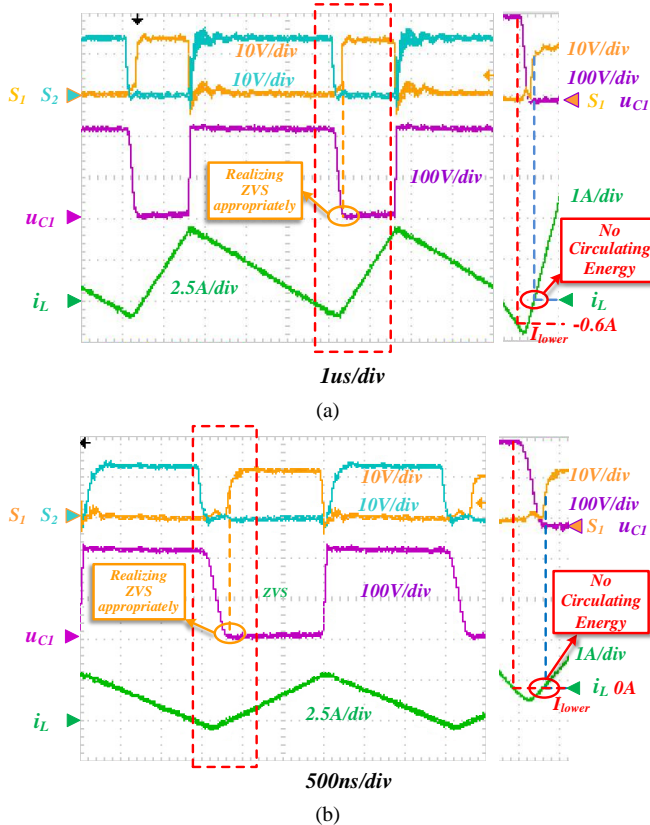 10V/div
10V/div
S1 S2
Realizing
ZVS
appropriately
100V/div
uC1
2.5A/div
iL
1us/div
10V/div
100V/div
S1 uC1
1A/div
No
Circulating
Energy
iL
-0.6A
Ilower
(a)
10V/div
10V/div
S1 S2
Realizing
ZVS
appropriately
ZVS
100V/div
uC1
2.5A/div
iL
500ns/div
10V/div
100V/div
S1 uC1
No
Circulating
Energy
1A/div
iL 0A
Ilower
(b)